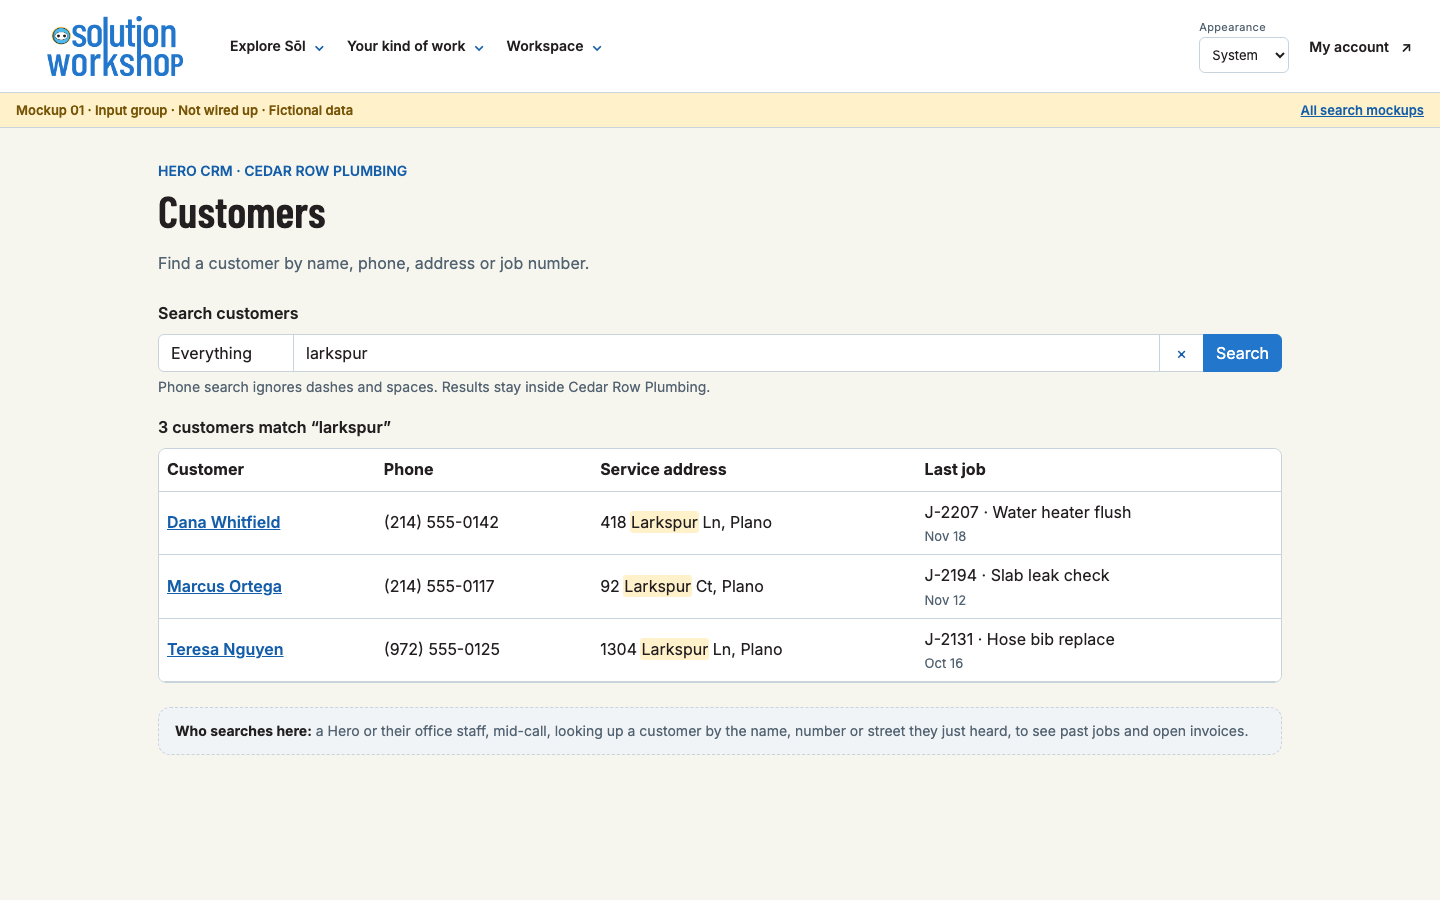 solution
workshop
Explore Sōl
Your kind of work
Workspace
Appearance
System
My account
Mockup 01 · Input group · Not wired up · Fictional data
All search mockups
HERO CRM · CEDAR ROW PLUMBING
Customers
Find a customer by name, phone, address or job number.
Search customers
Everything
larkspur
×
Search
Phone search ignores dashes and spaces. Results stay inside Cedar Row Plumbing.
3 customers match “larkspur”
Customer Phone Service address Last job
Dana Whitfield (214) 555-0142 418 Larkspur Ln, Plano J-2207 · Water heater flush
Nov 18
Marcus Ortega (214) 555-0117 92 Larkspur Ct, Plano J-2194 · Slab leak check
Nov 12
Teresa Nguyen (972) 555-0125 1304 Larkspur Ln, Plano J-2131 · Hose bib replace
Oct 16
Who searches here: a Hero or their office staff, mid-call, looking up a customer by the name, number or street they just heard, to see past jobs and open invoices.